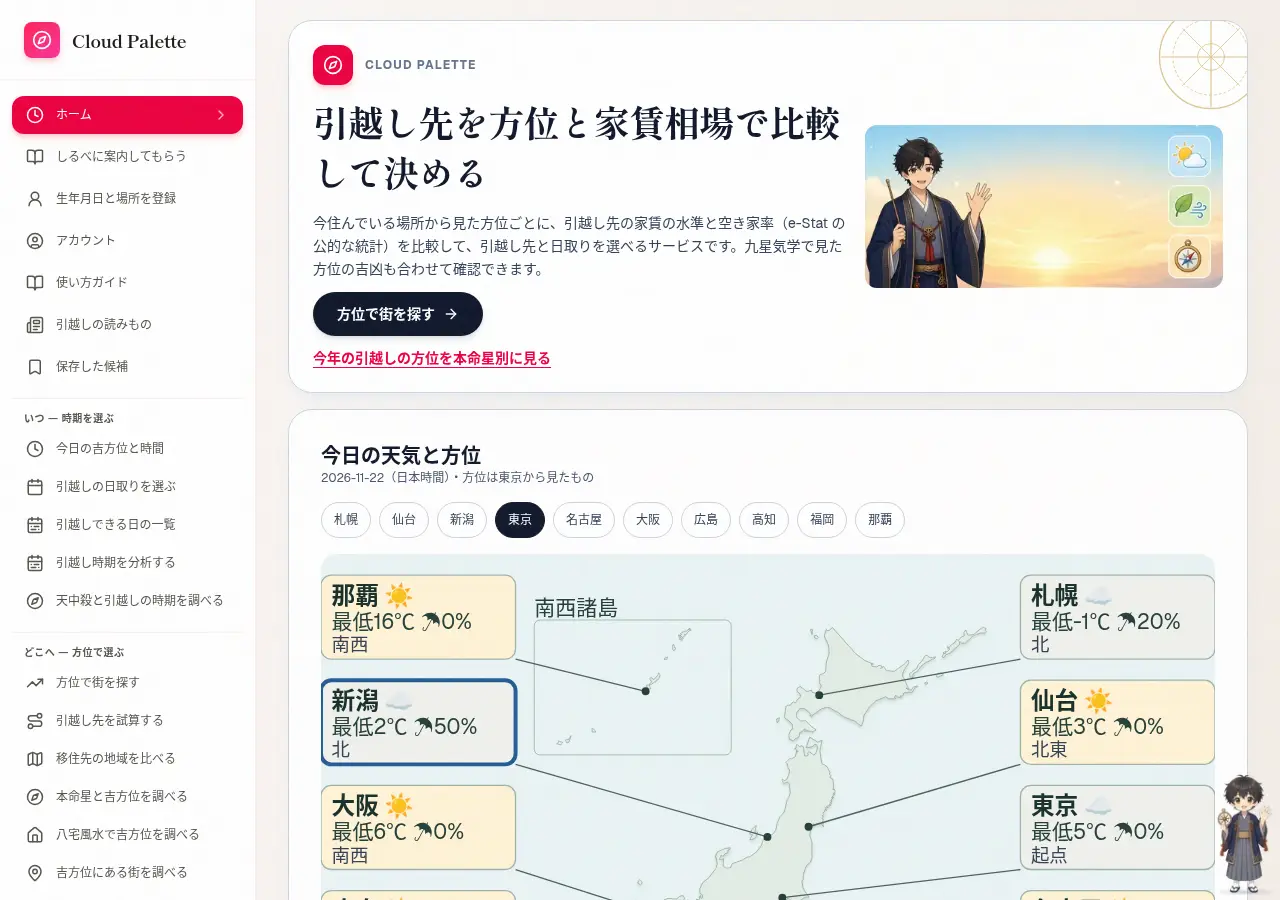 Cloud Palette
ホーム
しるべに案内してもらう
生年月日と場所を登録
アカウント
使い方ガイド
引越しの読みもの
保存した候補
いつ — 時期を選ぶ
今日の吉方位と時間
引越しの日取りを選ぶ
引越しできる日の一覧
引越し時期を分析する
天中殺と引越しの時期を調べる
どこへ — 方位で選ぶ
方位で街を探す
引越し先を試算する
移住先の地域を比べる
本命星と吉方位を調べる
八宅風水で吉方位を調べる
吉方位にある街を調べる
CLOUD PALETTE
引越し先を方位と家賃相場で比較
して決める
今住んでいる場所から見た方位ごとに、引越し先の家賃の水準と空き家率（e-Stat の
公的な統計）を比較して、引越し先と日取りを選べるサービスです。九星気学で見た
方位の吉凶も合わせて確認できます。
方位で街を探す →
今年の引越しの方位を本命星別に見る
今日の天気と方位
2026-11-22（日本時間）・方位は東京から見たもの
札幌
仙台
新潟
東京
名古屋
大阪
広島
高知
福岡
那覇
那覇 ☀️
最低16°C ☂0%
南西
新潟 ☁️
最低2°C ☂50%
北
大阪 ☀️
最低6°C ☂0%
南西
南西諸島
札幌 ☁️
最低-1°C ☂20%
北
仙台 ☀️
最低3°C ☂0%
北東
東京 ☁️
最低5°C ☂0%
起点